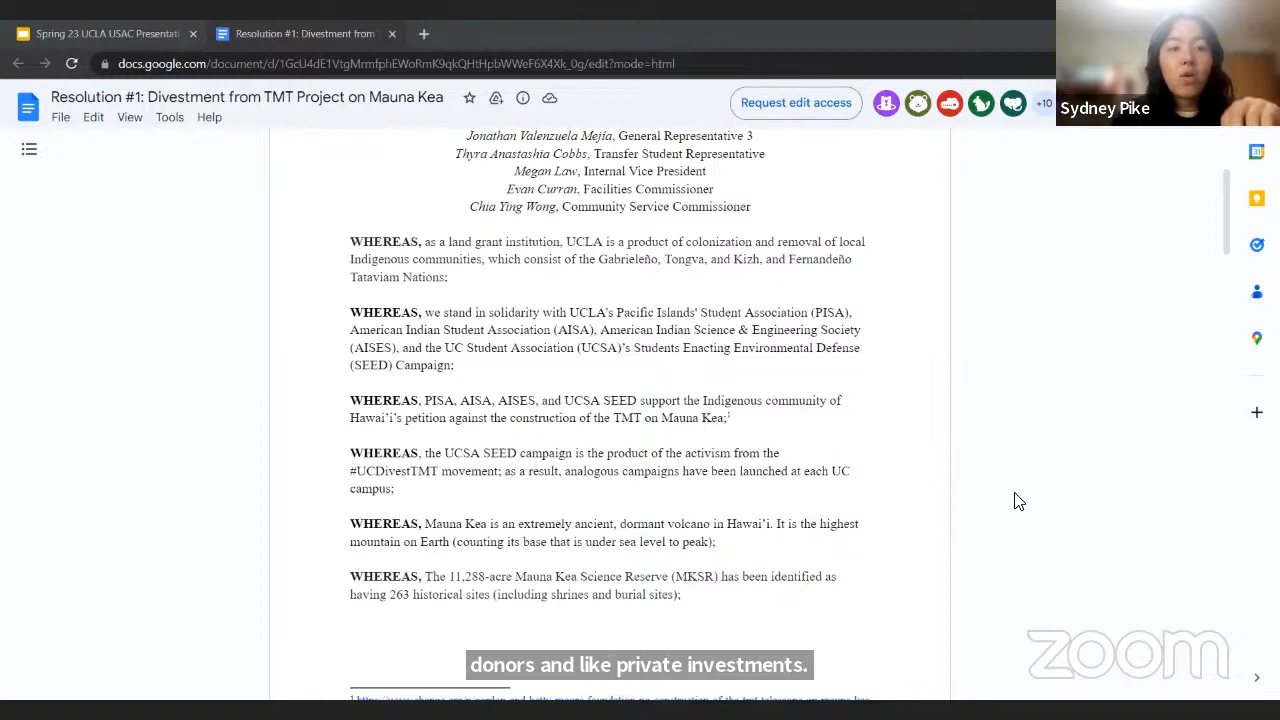 Spring 23 UCLA USAC Presentati
Resolution #1: Divestment from
docs.google.com/document/d/1GcU4dE1VtgMrmfphEWoRmK9qkQHtHpbWWeF6X4Xk_0g/edit?mode=html
Resolution #1: Divestment from TMT Project on Mauna Kea
File Edit View Tools Help
Request edit access
+10
Sydney Pike
31
Jonathan Valenzuela Mejia, General Representative 3
Thyra Anastashia Cobbs, Transfer Student Representative
Megan Law, Internal Vice President
Evan Curran, Facilities Commissioner
Chia Ying Wong, Community Service Commissioner
WHEREAS, as a land grant institution, UCLA is a product of colonization and removal of local
Indigenous communities, which consist of the Gabrieleño, Tongva, and Kizh, and Fernandeño
Tataviam Nations;
WHEREAS, we stand in solidarity with UCLA's Pacific Islands' Student Association (PISA),
American Indian Student Association (AISA), American Indian Science & Engineering Society
(AISES), and the UC Student Association (UCSA)'s Students Enacting Environmental Defense
(SEED) Campaign;
WHEREAS, PISA, AISA, AISES, and UCSA SEED support the Indigenous community of
Hawai'i's petition against the construction of the TMT on Mauna Kea;1
WHEREAS, the UCSA SEED campaign is the product of the activism from the
#UCDivestTMT movement; as a result, analogous campaigns have been launched at each UC
campus;
WHEREAS, Mauna Kea is an extremely ancient, dormant volcano in Hawai'i. It is the highest
mountain on Earth (counting its base that is under sea level to peak);
WHEREAS, The 11,288-acre Mauna Kea Science Reserve (MKSR) has been identified as
having 263 historical sites (including shrines and burial sites);
donors and like private investments.
zoom